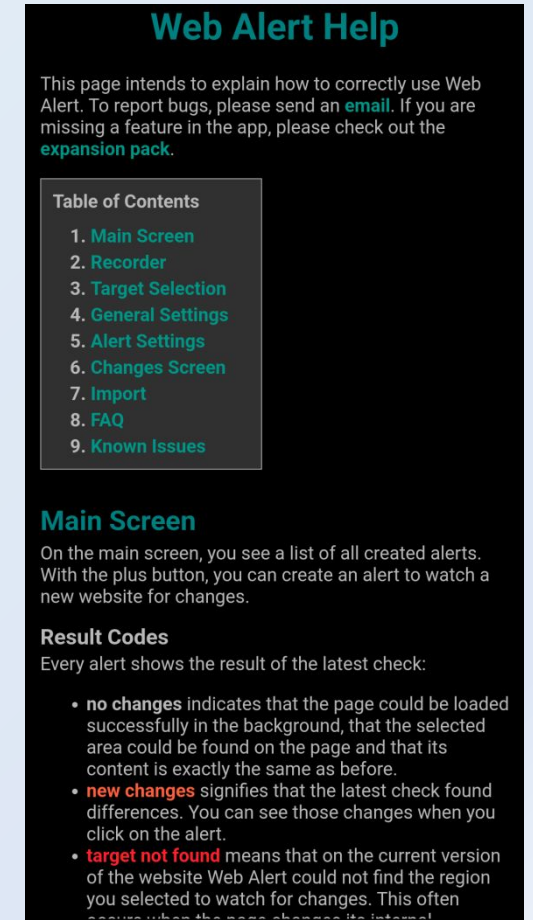 Web Alert Help
This page intends to explain how to correctly use Web
Alert. To report bugs, please send an email. If you are
missing a feature in the app, please check out the
expansion pack.
Table of Contents
1. Main Screen
2. Recorder
3. Target Selection
4. General Settings
5. Alert Settings
6. Changes Screen
7. Import
8. FAQ
9. Known Issues
Main Screen
On the main screen, you see a list of all created alerts.
With the plus button, you can create an alert to watch a
new website for changes.
Result Codes
Every alert shows the result of the latest check:
• no changes indicates that the page could be loaded
successfully in the background, that the selected
area could be found on the page and that its
content is exactly the same as before.
• new changes signifies that the latest check found
differences. You can see those changes when you
click on the alert.
• target not found means that on the current version
of the website Web Alert could not find the region
you selected to watch for changes. This often
occurs when the page changes its internal